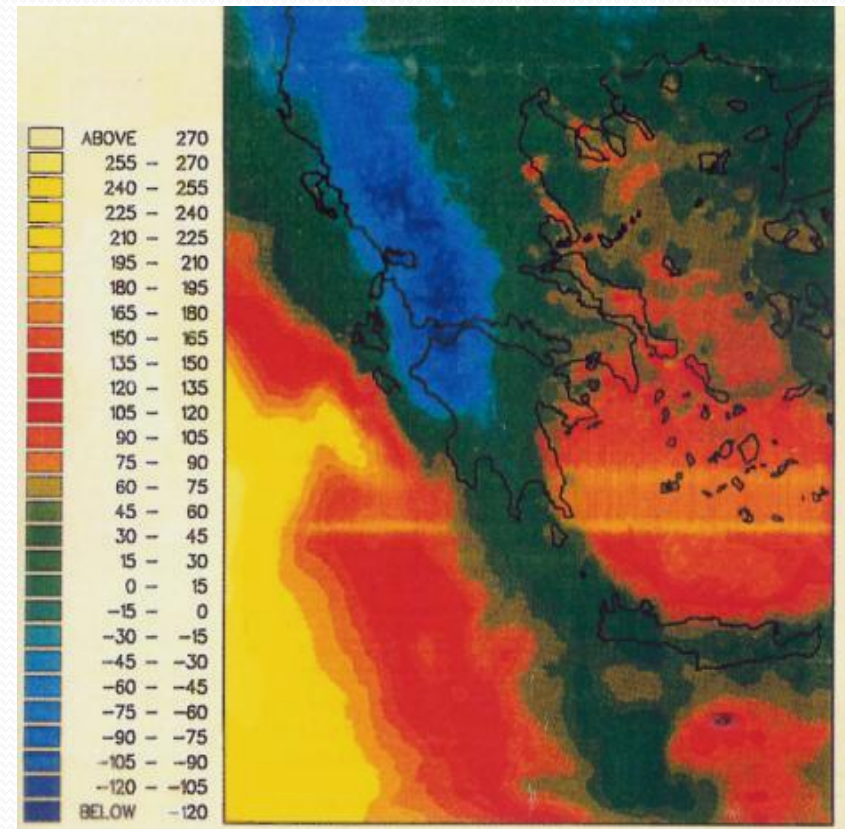 ABOVE 270
255 - 270
240 - 255
225 - 240
210 - 225
195 - 210
180 - 195
165 - 180
150 - 165
135 - 150
120 - 135
105 - 120
90 - 105
75 - 90
60 - 75
45 - 60
30 - 45
15 - 30
0 - 15
-15 - 0
-30 - -15
-45 - -30
-60 - -45
-75 - -60
-90 - -75
-105 - -90
-120 - -105
BELOW -120